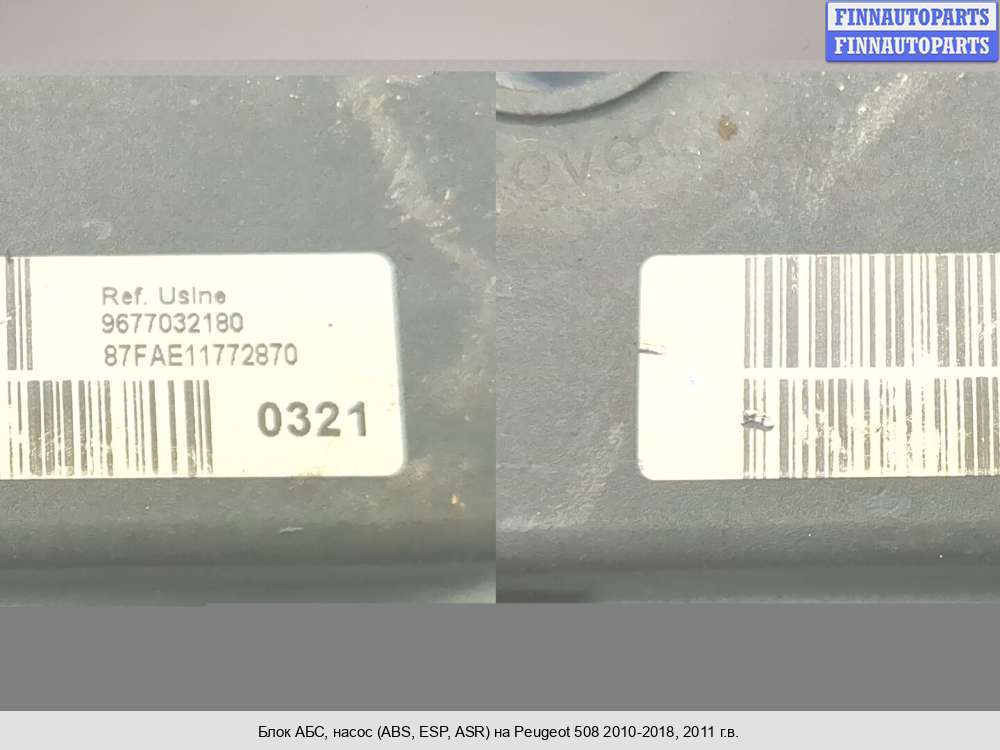 FINNAUTOPARTS
FINNAUTOPARTS
Ref. Usine
9677032180
87FAE11772870
0321
Блок АБС, насос (ABS, ESP, ASR) на Peugeot 508 2010-2018, 2011 г.в.